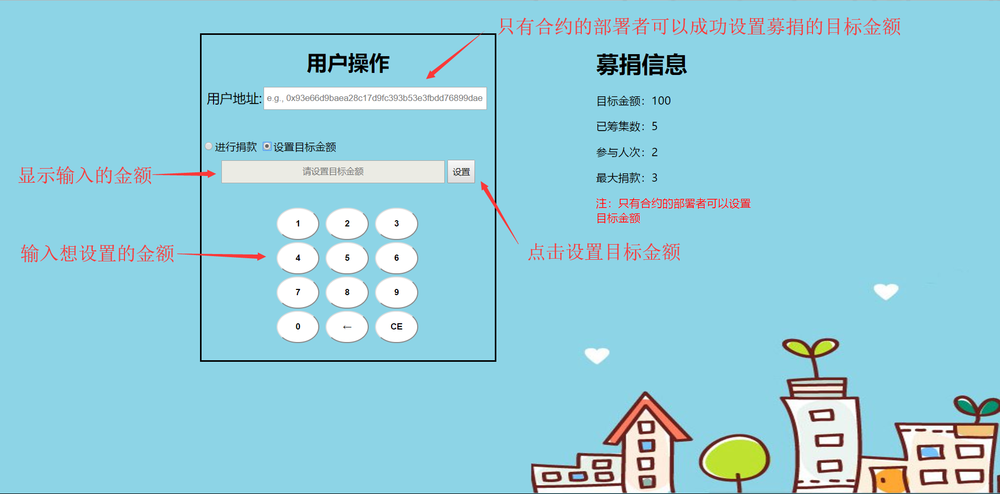 只有合约的部署者可以成功设置募捐的目标金额
用户操作
用户地址: e.g., 0x93e66d9baea28c17d9fc393b53e3fbdd76899dae
进行捐款 设置目标金额
显示输入的金额
请设置目标金额 设置
输入想设置的金额
1 2 3
4 5 6
7 8 9
0 ← CE
点击设置目标金额
募捐信息
目标金额：100
已筹集数：5
参与人次：2
最大捐款：3
注：只有合约的部署者可以设置
目标金额